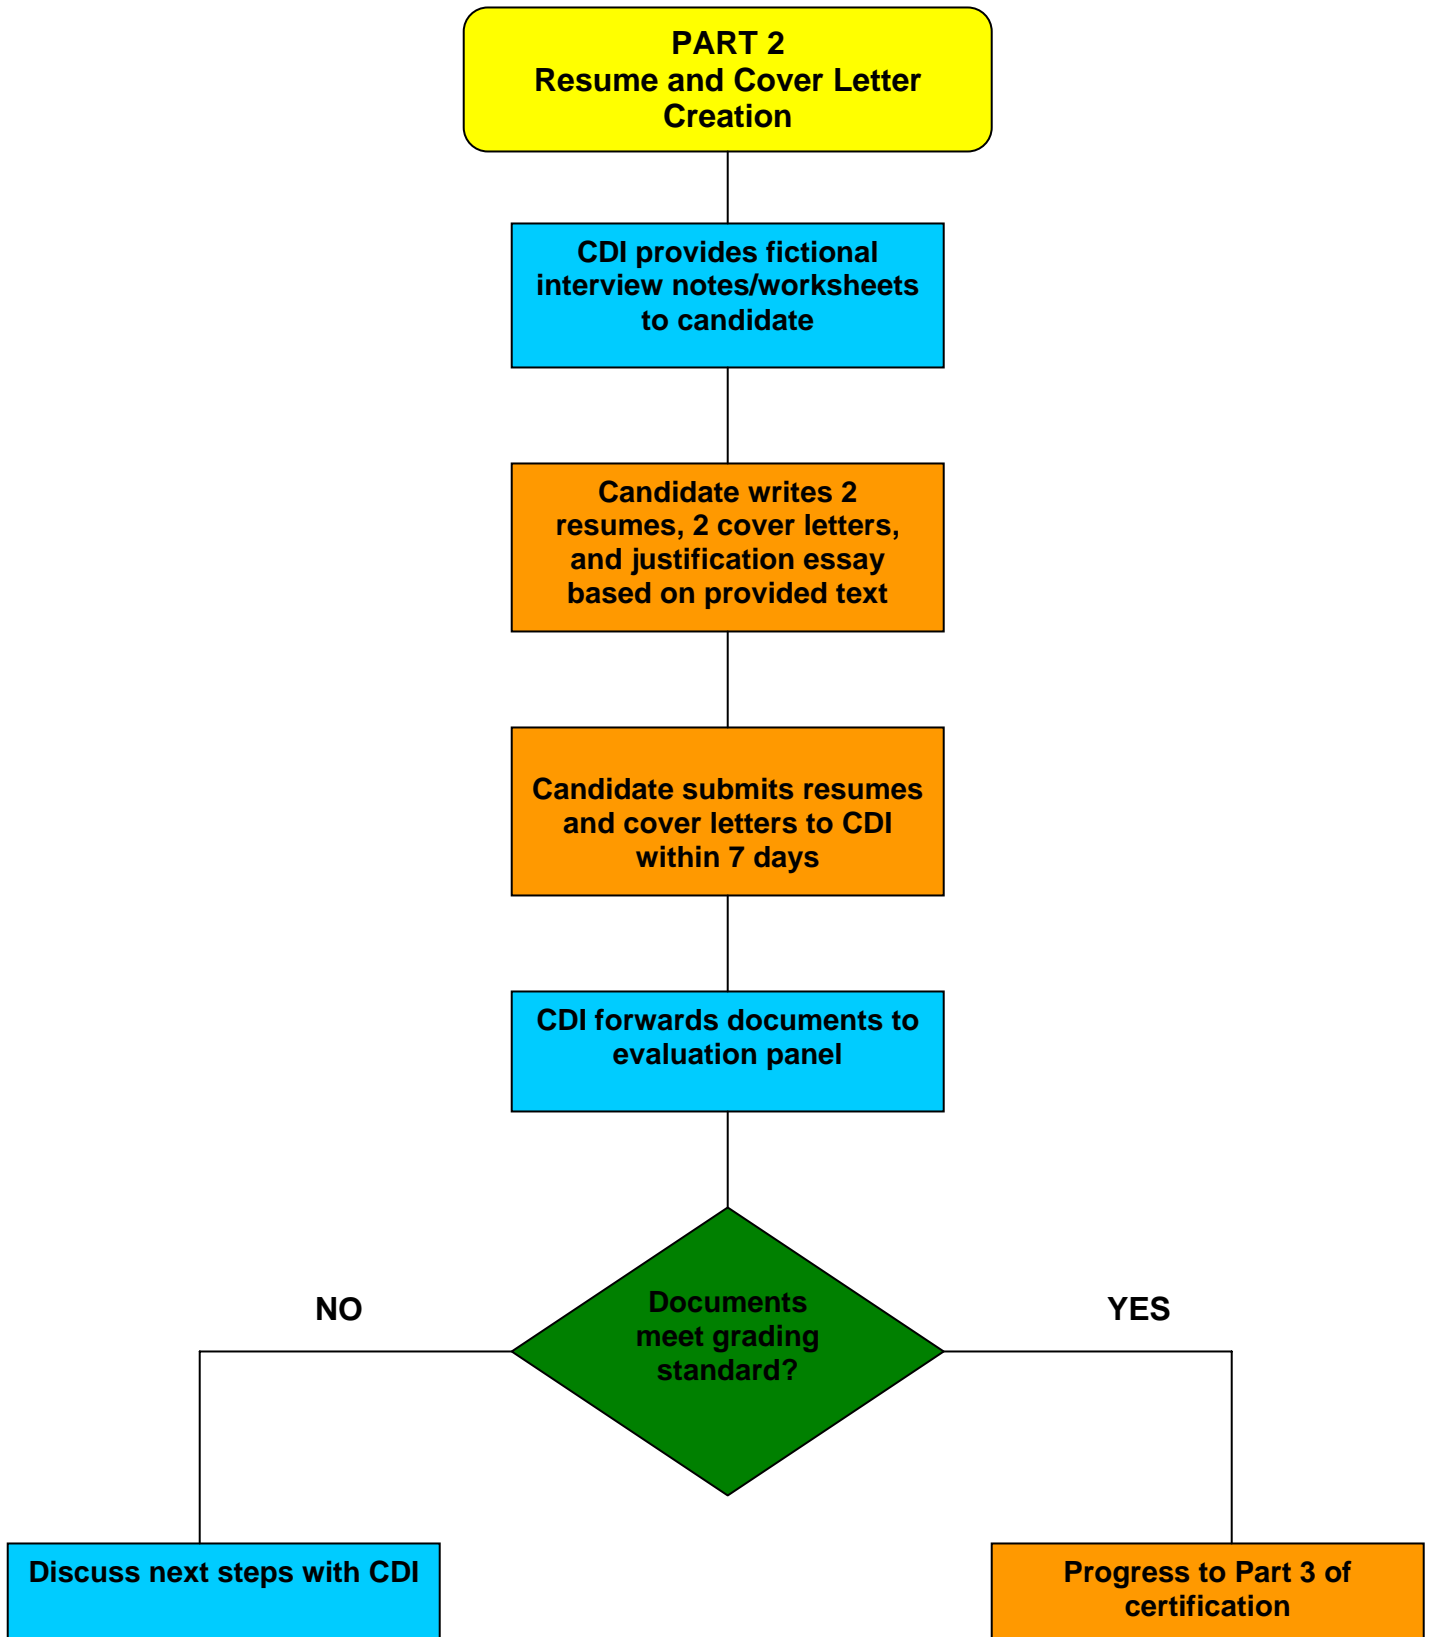 PART 2
Resume and Cover Letter
Creation
CDI provides fictional
interview notes/worksheets
to candidate
Candidate writes 2
resumes, 2 cover letters,
and justification essay
based on provided text
Candidate submits resumes
and cover letters to CDI
within 7 days
CDI forwards documents to
evaluation panel
Documents
meet grading
standard?
NO
YES
Discuss next steps with CDI
Progress to Part 3 of
certification